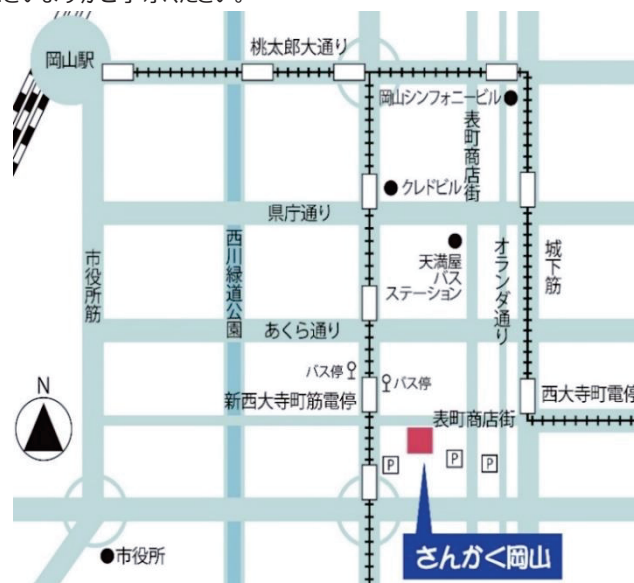 岡山駅
桃太郎大通り
岡山シンフォニービル
表町商店街
クレドビル
県庁通り
市役所筋
西川緑道公園
天満屋
バス
ステーション
オランダ通り
城下筋
あくら通り
バス停
バス停
N
新西大寺町筋電停
西大寺町電停
表町商店街
P
P
P
市役所
さんかく岡山